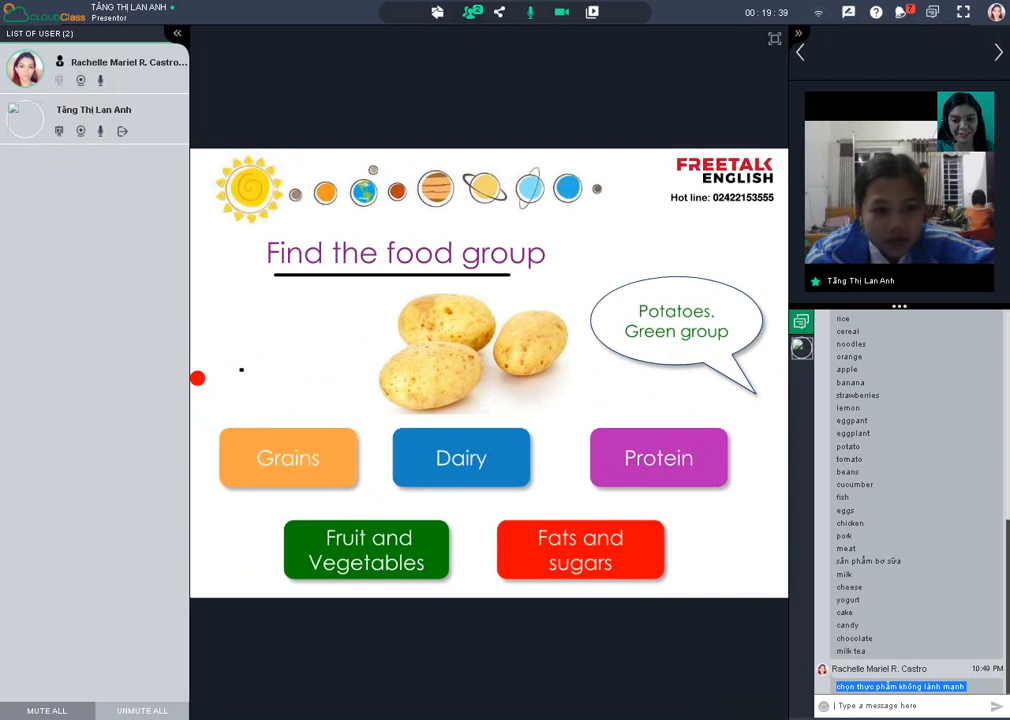 CLOUDClass
TĂNG THỊ LAN ANH
Presentor
2
00 : 19 : 39
7
LIST OF USER (2)
Rachelle Mariel R. Castro...
Tăng Thị Lan Anh
MUTE ALL
UNMUTE ALL
FREETALK
ENGLISH
Hot line: 02422153555
Find the food group
Potatoes.
Green group
Grains
Dairy
Protein
Fruit and
Vegetables
Fats and
sugars
Tăng Thị Lan Anh
rice
cereal
noodles
orange
apple
banana
strawberries
lemon
eggpant
eggplant
potato
tomato
beans
cucumber
fish
eggs
chicken
pork
meat
sản phẩm bơ sữa
milk
cheese
yogurt
cake
candy
chocolate
milk tea
Rachelle Mariel R. Castro 10:49 PM
chọn thực phẩm không lành mạnh
Type a message here